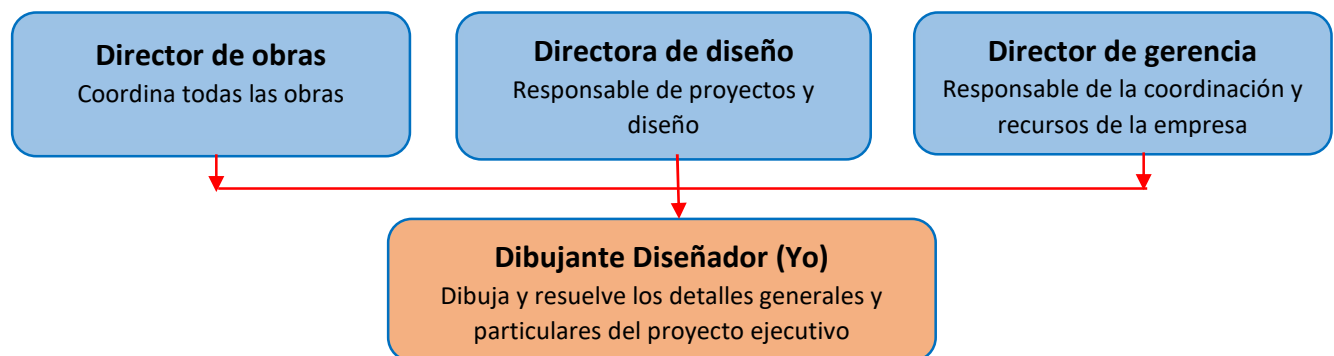 Director de obras
Coordina todas las obras
Directora de diseño
Responsable de proyectos y
diseño
Director de gerencia
Responsable de la coordinación y
recursos de la empresa
Dibujante Diseñador (Yo)
Dibuja y resuelve los detalles generales y
particulares del proyecto ejecutivo